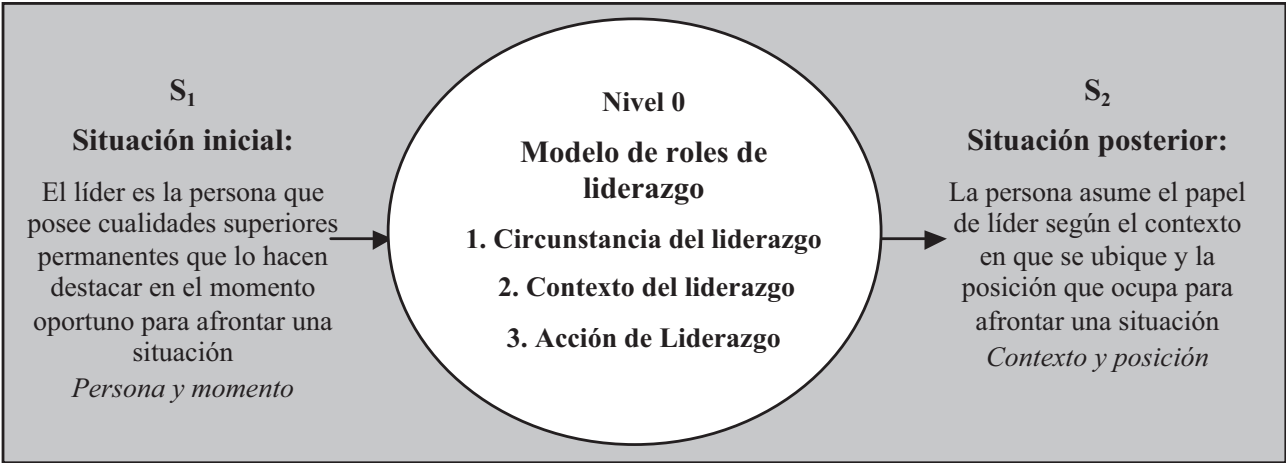 S₁
Situación inicial:
El líder es la persona que
posee cualidades superiores
permanentes que lo hacen
destacar en el momento
oportuno para afrontar una
situación
Persona y momento
Nivel 0
Modelo de roles de
liderazgo
1. Circunstancia del liderazgo
2. Contexto del liderazgo
3. Acción de Liderazgo
S₂
Situación posterior:
La persona asume el papel
de líder según el contexto
en que se ubique y la
posición que ocupa para
afrontar una situación
Contexto y posición